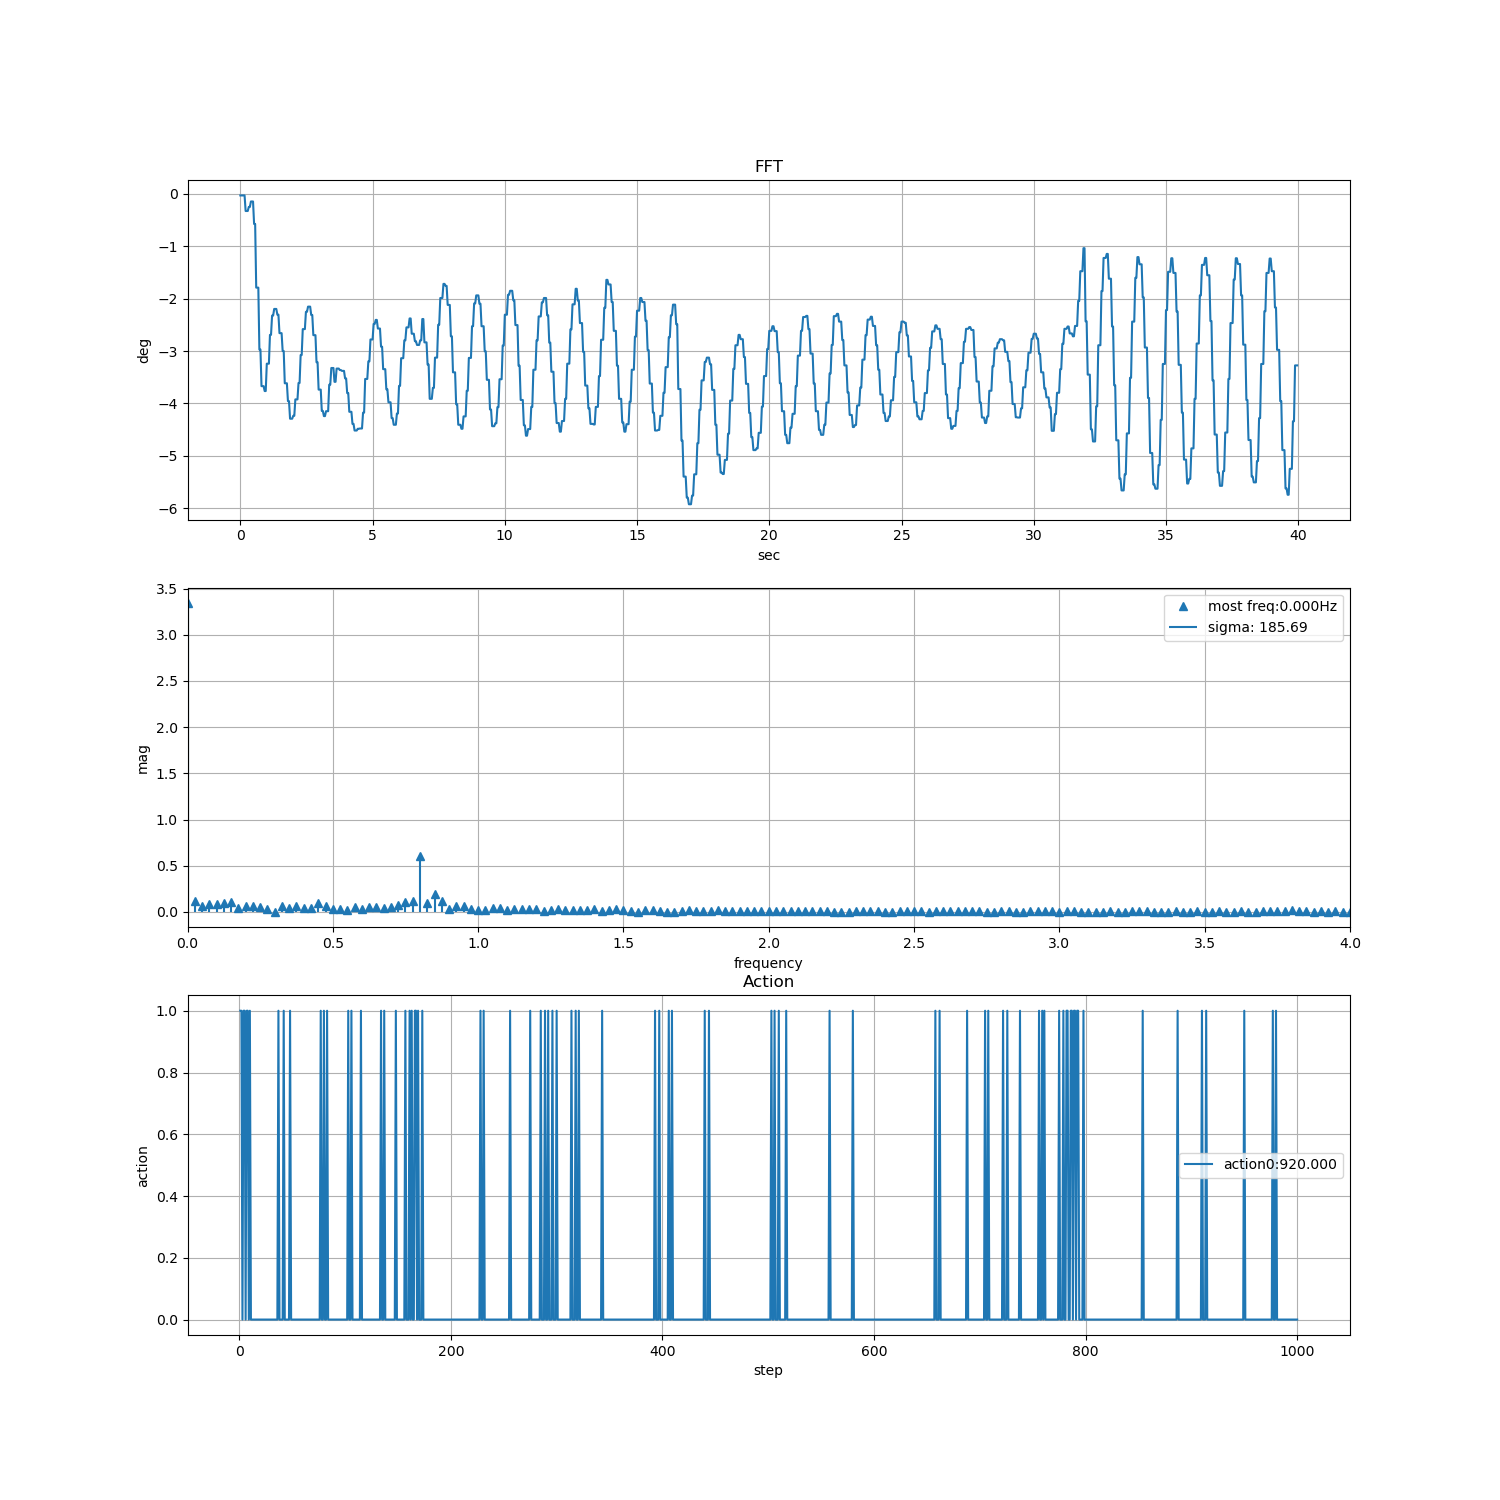 FFT
0
−1
−2
−3
−4
−5
−6
deg
0 5 10 15 20 25 30 35 40
sec
3.5
3.0
2.5
2.0
1.5
1.0
0.5
0.0
mag
most freq:0.000Hz
sigma: 185.69
0.0 0.5 1.0 1.5 2.0 2.5 3.0 3.5 4.0
frequency
Action
1.0
0.8
0.6
0.4
0.2
0.0
action
action0:920.000
0 200 400 600 800 1000
step